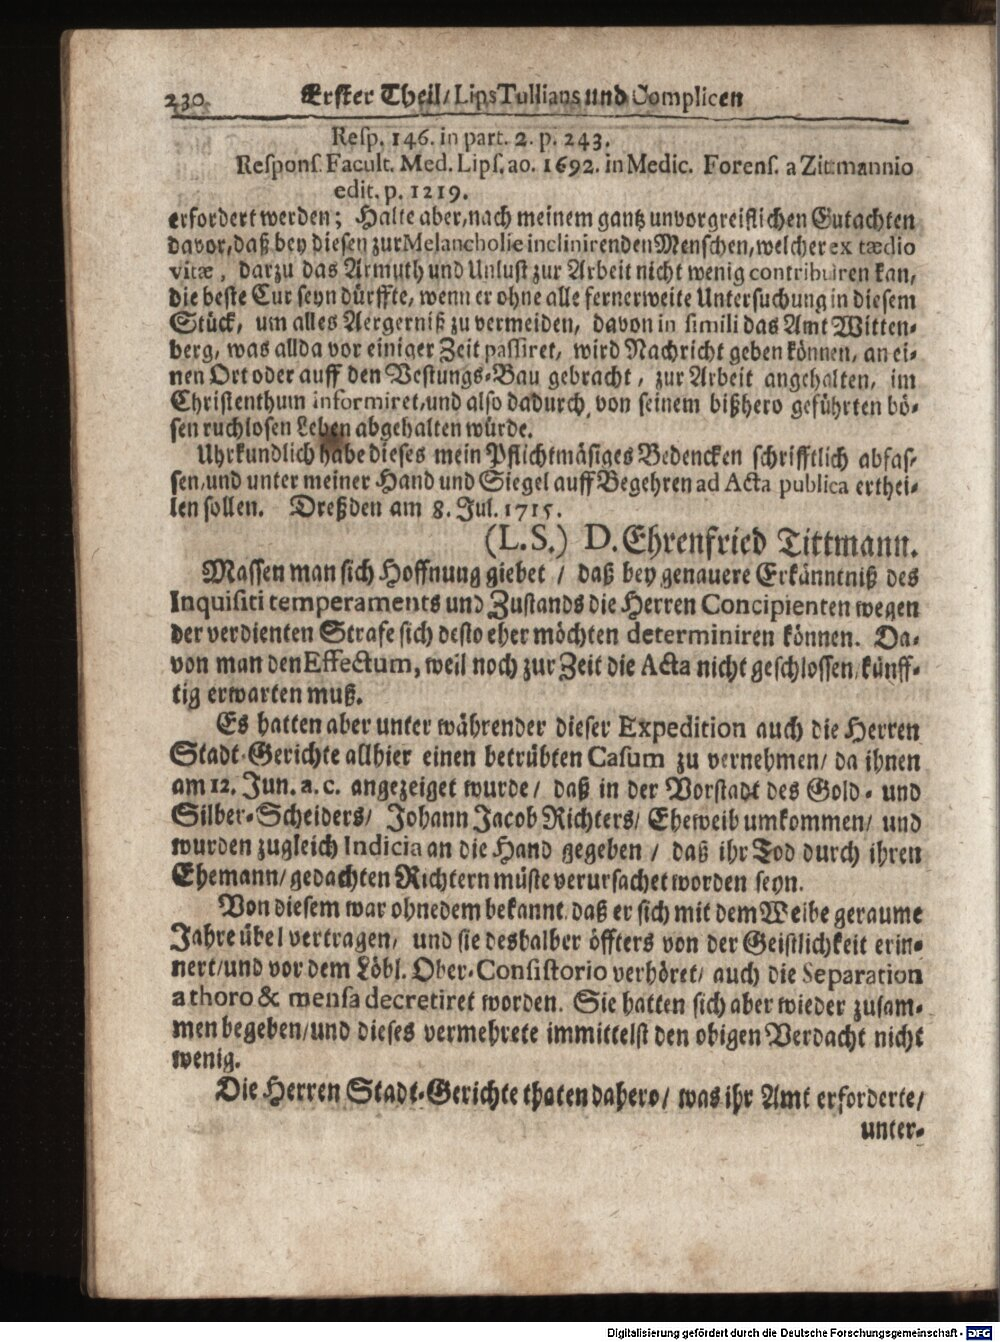 230. Erster Theil/ Lips Tullians und Complicen
Resp. 146. in part. 2. p. 243.
Respons. Facult. Med. Lips. ao. 1692. in Medic. Forens. a Zittmannio
edit. p. 1219.
erfordert werden; Halte aber, nach meinem gantz unvorgreiflichen Gutachten
davor, daß bey diesen zur Melancholie inclinirenden Menschen, welcher ex tædio
vitæ, darzu das Armuth und Unlust zur Arbeit nicht wenig contribuiren kan,
die beste Cur seyn dürffte, wenn er ohne alle fernerweite Untersuchung in diesem
Stück, um alles Aergerniß zu vermeiden, davon in simili das Amt Witten-
berg, was allda vor einiger Zeit passiret, wird Nachricht geben können, an ei-
nen Ort oder auff den Vestungs-Bau gebracht, zur Arbeit angehalten, im
Christenthum informiret, und also dadurch von seinem bißhero geführten bö-
sen ruchlosen Leben abgehalten würde.
Uhrkundlich habe dieses mein Pflichtmäsiges Bedencken schrifftlich abfas-
sen, und unter meiner Hand und Siegel auff Begehren ad Acta publica erthei-
len sollen. Dreßden am 8. Jul. 1715.
(L.S.) D. Ehrenfried Tittmann.
Massen man sich Hoffnung giebet / daß bey genauere Erkänntniß des
Inquisiti temperaments und Zustands die Herren Concipienten wegen
der verdienten Strafe sich desto eher möchten determiniren können. Da-
von man den Effectum, weil noch zur Zeit die Acta nicht geschlossen, künff-
tig erwarten muß.
Es hatten aber unter währender dieser Expedition auch die Herren
Stadt-Gerichte allhier einen betrübten Casum zu vernehmen/ da ihnen
am 12. Jun. a. c. angezeiget wurde/ daß in der Vorstadt des Gold- und
Silber-Scheiders/ Johann Jacob Richters/ Eheweib umkommen/ und
wurden zugleich Indicia an die Hand gegeben / daß ihr Tod durch ihren
Ehemann/ gedachten Richtern müste verursachet worden seyn.
Von diesem war ohnedem bekannt, daß er sich mit dem Weibe geraume
Jahre übel vertragen, und sie deshalber öffters von der Geistlichkeit erin-
nert/ und vor dem Löbl. Ober-Consistorio verhöret/ auch die Separation
a thoro & mensa decretiret worden. Sie hatten sich aber wieder zusam-
men begeben/ und dieses vermehrete immittelst den obigen Verdacht nicht
wenig.
Die Herren Stadt-Gerichte thaten dahero/ was ihr Amt erforderte/
unter-
Digitalisierung gefördert durch die Deutsche Forschungsgemeinschaft - DFG